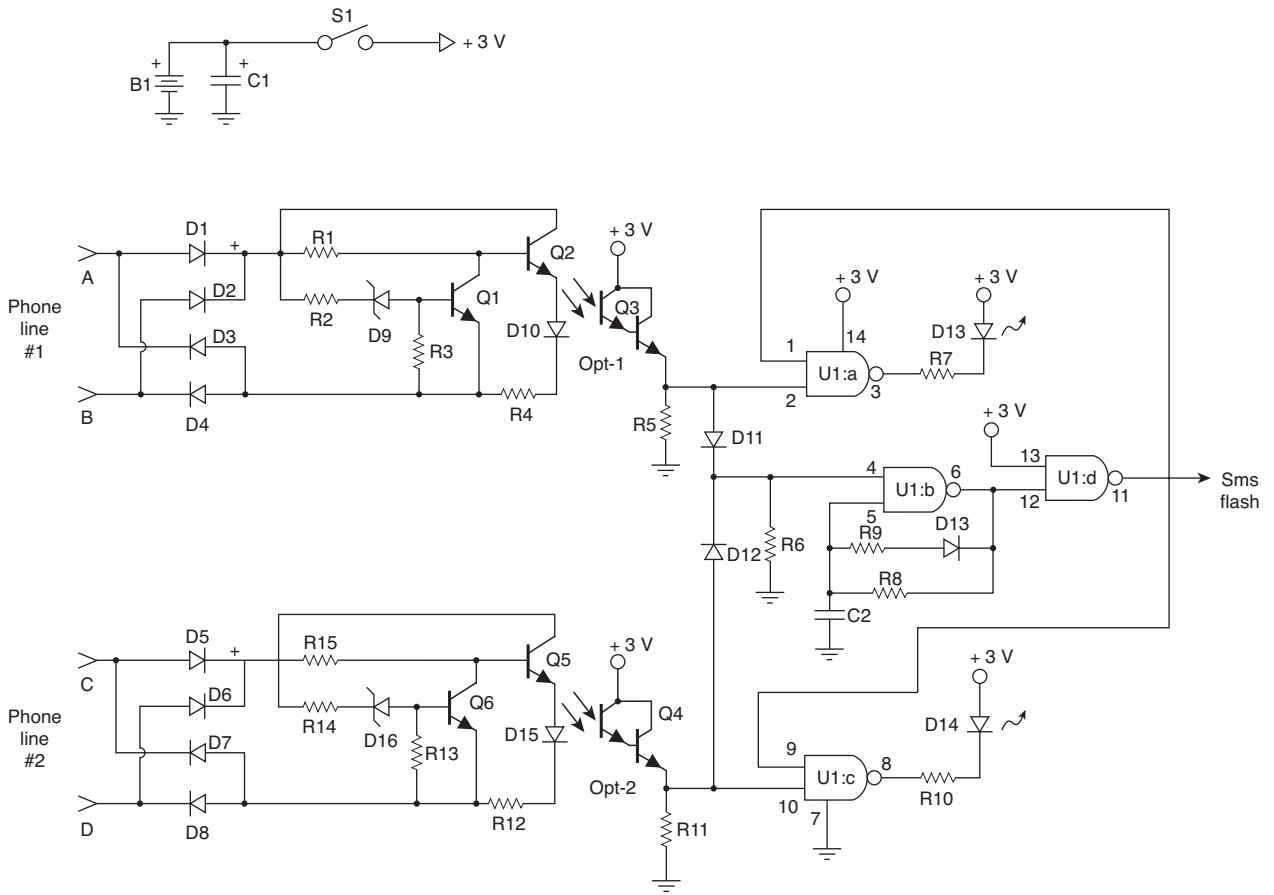 S1
+ 3 V
+
+
B1
C1
D1
+
R1
Q2
+ 3 V
A
D2
Q1
R2
D9
Q3
Phone
line
#1
D3
R3
D10
Opt-1
B
D4
R4
R5
+ 3 V
+ 3 V
14
D13
1
U1:a
R7
2
3
D11
+ 3 V
13
4
6
U1:b
U1:d
12
11
Sms
flash
5
D13
R9
D12
R6
R8
C2
D5
+
R15
Q5
+ 3 V
C
D6
Q6
R14
D16
Q4
Phone
line
#2
D7
R13
D15
Opt-2
D
D8
R12
R11
+ 3 V
D14
9
8
U1:c
10
R10
7